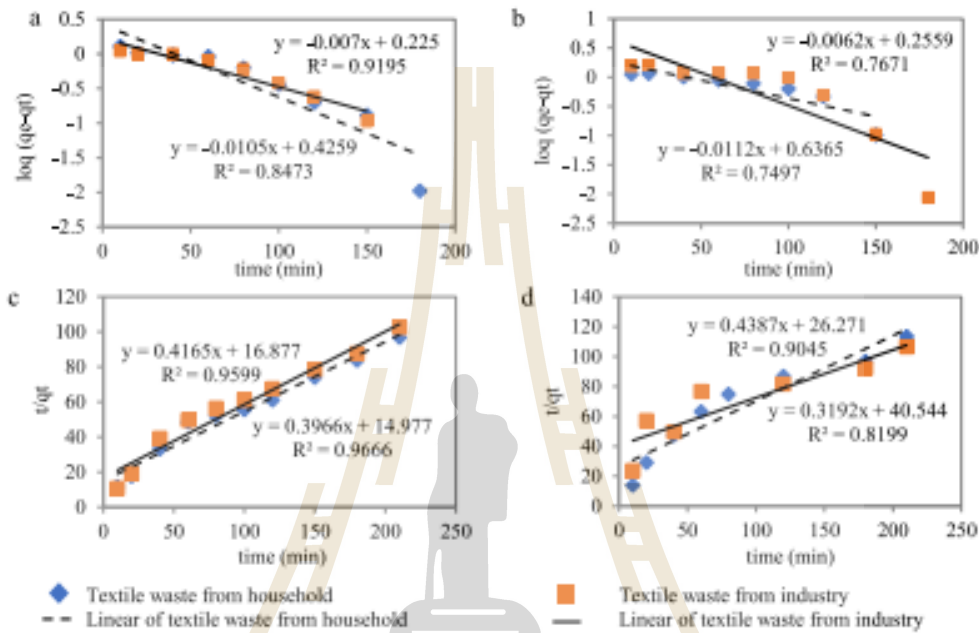 a
0.5
0
-0.5
-1
-1.5
-2
-2.5
loq (qe-qt)
y = -0.007x + 0.225
R² = 0.9195
y = -0.0105x + 0.4259
R² = 0.8473
0 50 100 150 200
time (min)
b
1
0.5
0
-0.5
-1
-1.5
-2
-2.5
loq (qe-qt)
y = -0.0062x + 0.2559
R² = 0.7671
y = -0.0112x + 0.6365
R² = 0.7497
0 50 100 150 200
time (min)
c
120
100
80
60
40
20
0
t/qt
y = 0.4165x + 16.877
R² = 0.9599
y = 0.3966x + 14.977
R² = 0.9666
0 50 100 150 200 250
time (min)
d
140
120
100
80
60
40
20
0
t/qt
y = 0.4387x + 26.271
R² = 0.9045
y = 0.3192x + 40.544
R² = 0.8199
0 50 100 150 200 250
time (min)
Textile waste from household
Textile waste from industry
Linear of textile waste from household
Linear of textile waste from industry